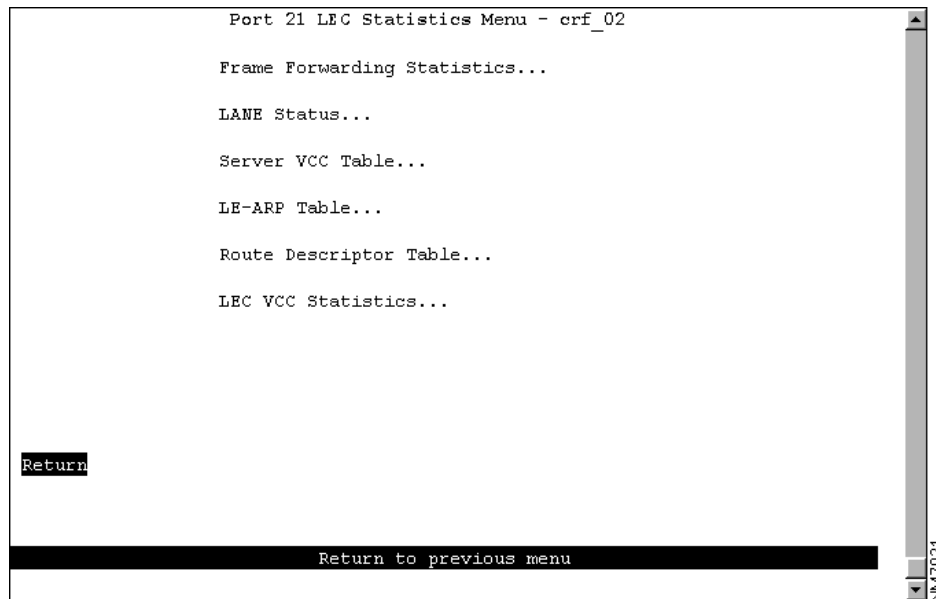 Port 21 LEC Statistics Menu - crf_02
Frame Forwarding Statistics...
LANE Status...
Server VCC Table...
LE-ARP Table...
Route Descriptor Table...
LEC VCC Statistics...
Return
Return to previous menu